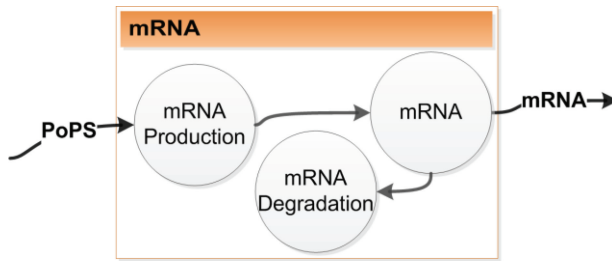 mRNA
PoPS
mRNA
Production
mRNA
mRNA
mRNA
Degradation